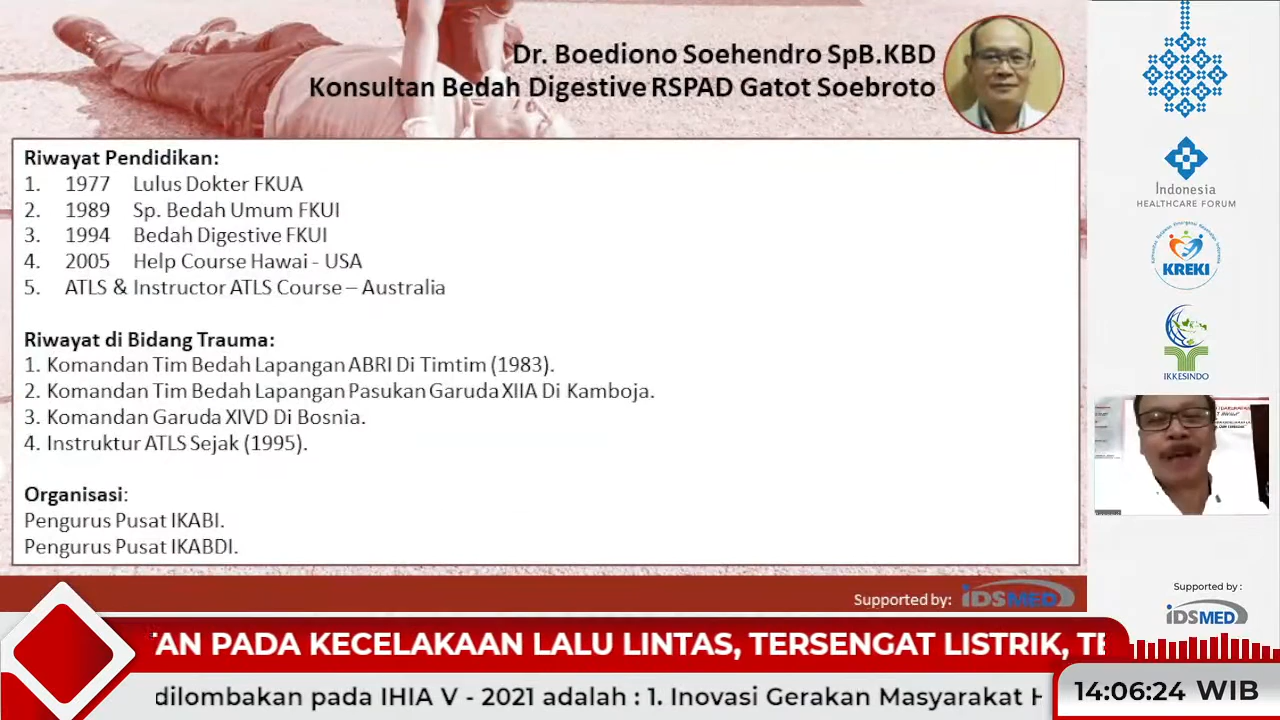 Dr. Boediono Soehendro SpB.KBD
Konsultan Bedah Digestive RSPAD Gatot Soebroto
Riwayat Pendidikan:
1. 1977 Lulus Dokter FKUA
2. 1989 Sp. Bedah Umum FKUI
3. 1994 Bedah Digestive FKUI
4. 2005 Help Course Hawai - USA
5. ATLS & Instructor ATLS Course – Australia
Riwayat di Bidang Trauma:
1. Komandan Tim Bedah Lapangan ABRI Di Timtim (1983).
2. Komandan Tim Bedah Lapangan Pasukan Garuda XIIA Di Kamboja.
3. Komandan Garuda XIVD Di Bosnia.
4. Instruktur ATLS Sejak (1995).
Organisasi:
Pengurus Pusat IKABI.
Pengurus Pusat IKABDI.
Supported by: iDSMED
Indonesia
HEALTHCARE FORUM
KREKI
IKKESINDO
Supported by :
iDSMED
TAN PADA KECELAKAAN LALU LINTAS, TERSENGAT LISTRIK, TE
dilombakan pada IHIA V - 2021 adalah : 1. Inovasi Gerakan Masyarakat H
14:06:24 WIB